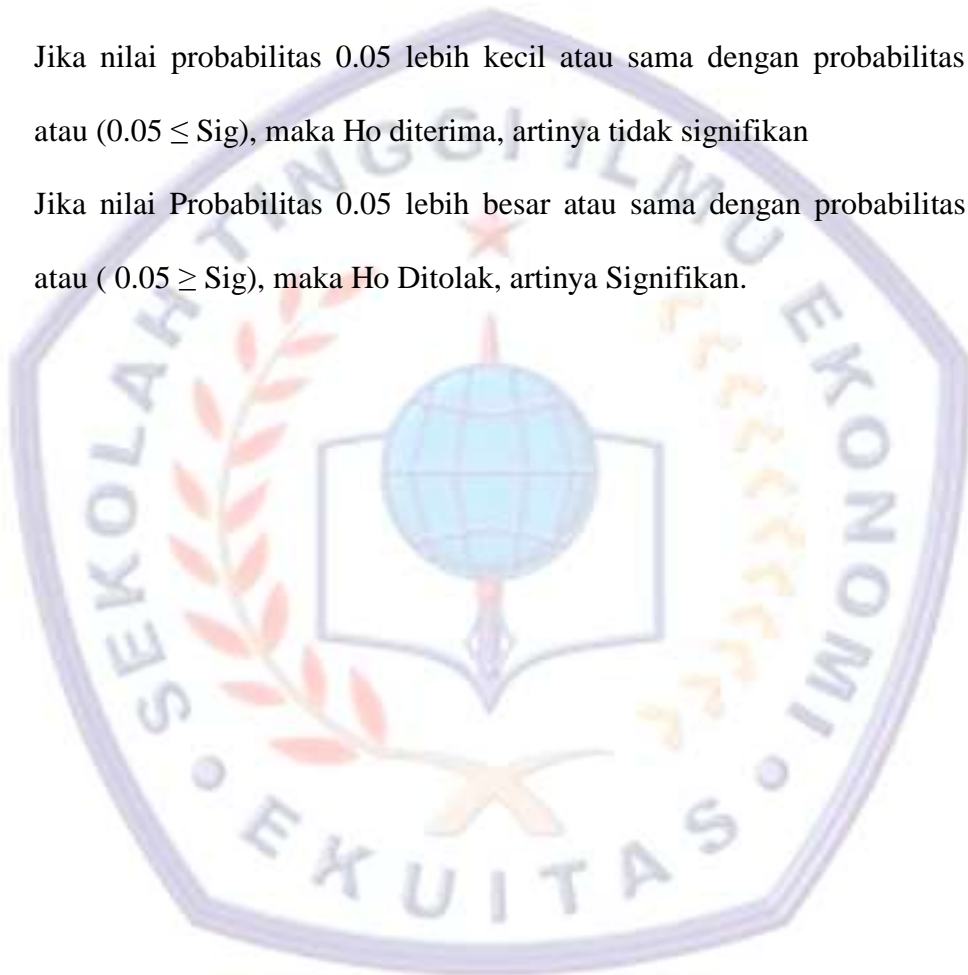 Jika nilai probabilitas 0.05 lebih kecil atau sama dengan probabilitas
atau (0.05 ≤ Sig), maka Ho diterima, artinya tidak signifikan
Jika nilai Probabilitas 0.05 lebih besar atau sama dengan probabilitas
atau ( 0.05 ≥ Sig), maka Ho Ditolak, artinya Signifikan.
SEKOLAH TINGGI ILMU EKONOMI
EKUITAS